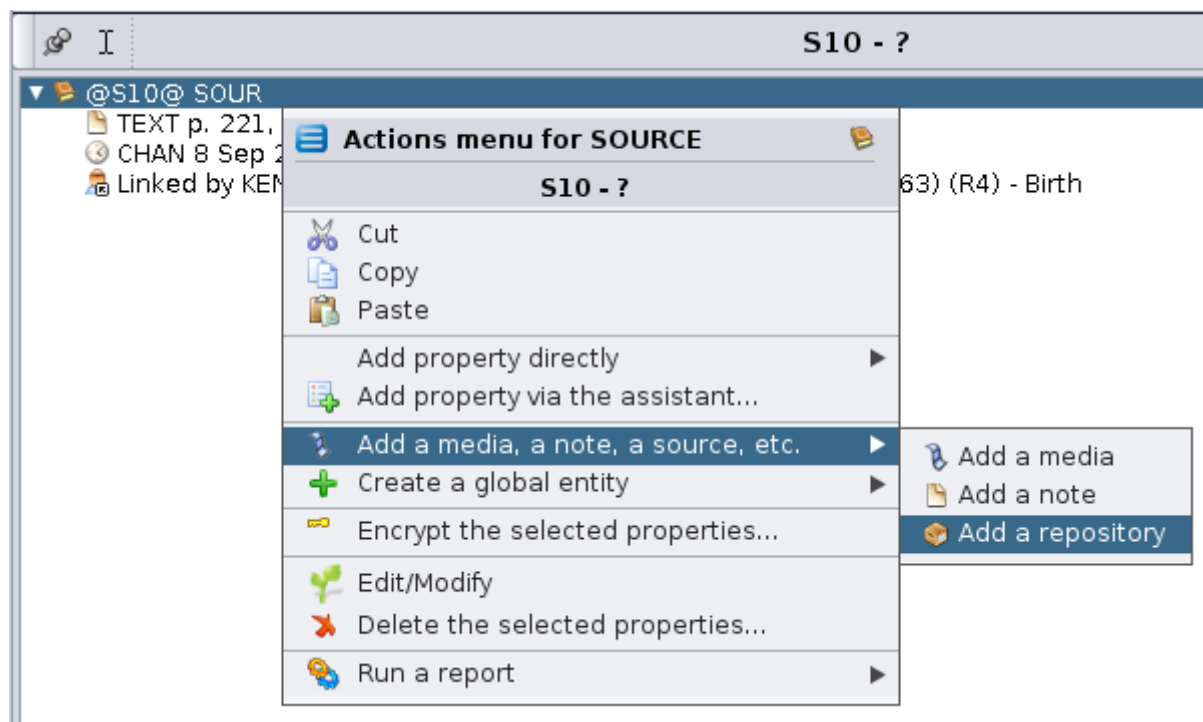 S10 - ?
@S10@ SOUR
TEXT p. 221,
CHAN 8 Sep
Linked by
63) (R4) - Birth
Actions menu for SOURCE
S10 - ?
Cut
Copy
Paste
Add property directly
Add property via the assistant...
Add a media, a note, a source, etc.
Create a global entity
Encrypt the selected properties...
Edit/Modify
Delete the selected properties...
Run a report
Add a media
Add a note
Add a repository